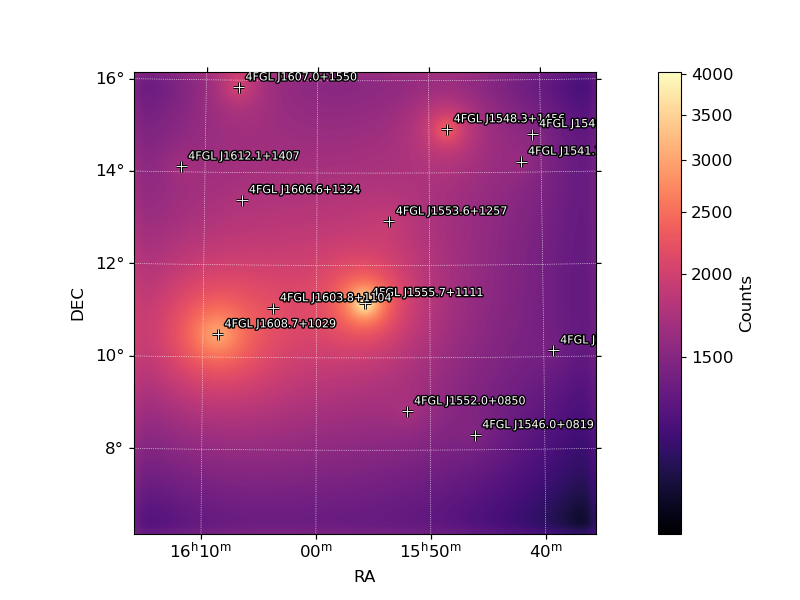 16°
14°
12°
10°
8°
DEC
4FGL J1607.0+1550
4FGL J1548.3+1456
4FGL J154
4FGL J1541.
4FGL J1612.1+1407
4FGL J1606.6+1324
4FGL J1553.6+1257
4FGL J1603.8+1104
4FGL J1555.7+1111
4FGL J1608.7+1029
4FGL J
4FGL J1552.0+0850
4FGL J1546.0+0819
16h10m
00m
15h50m
40m
RA
4000
3500
3000
2500
2000
1500
Counts